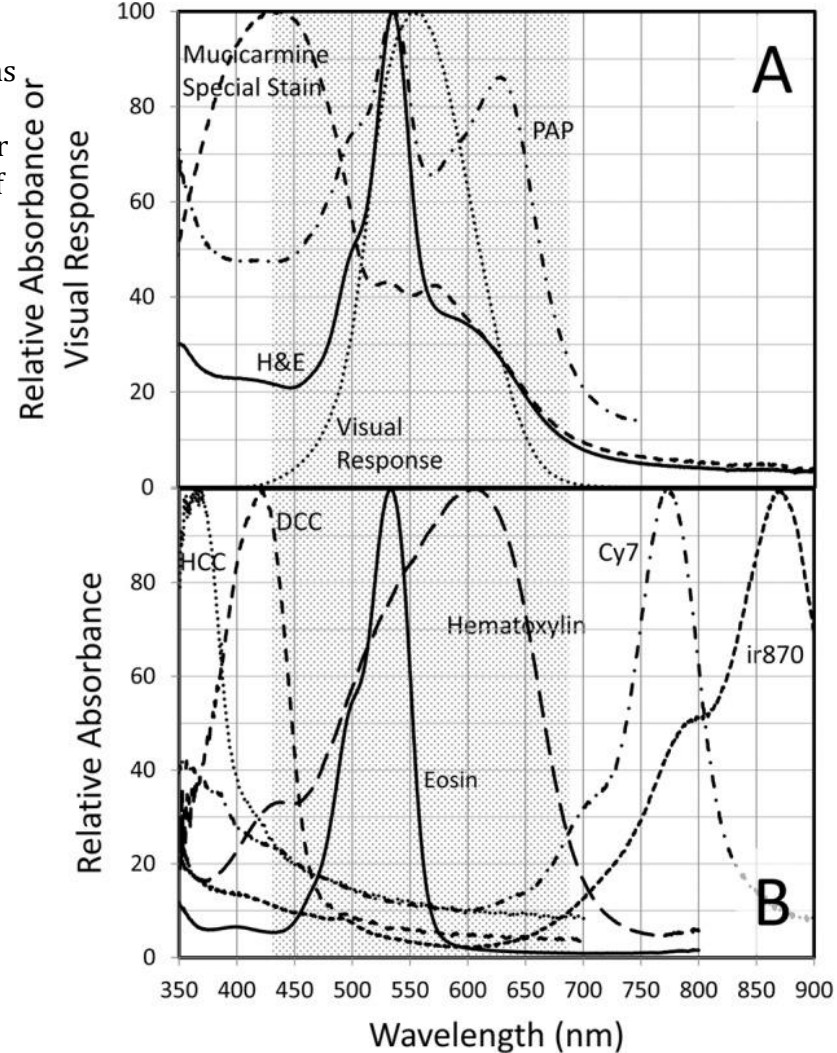 ns
r
f
Relative Absorbance or
Visual Response
100
80
60
40
20
0
A
Mucicarmine
Special Stain
PAP
H&E
Visual
Response
Relative Absorbance
80
60
40
20
0
HCC
DCC
Hematoxylin
Eosin
Cy7
ir870
B
350 400 450 500 550 600 650 700 750 800 850 900
Wavelength (nm)